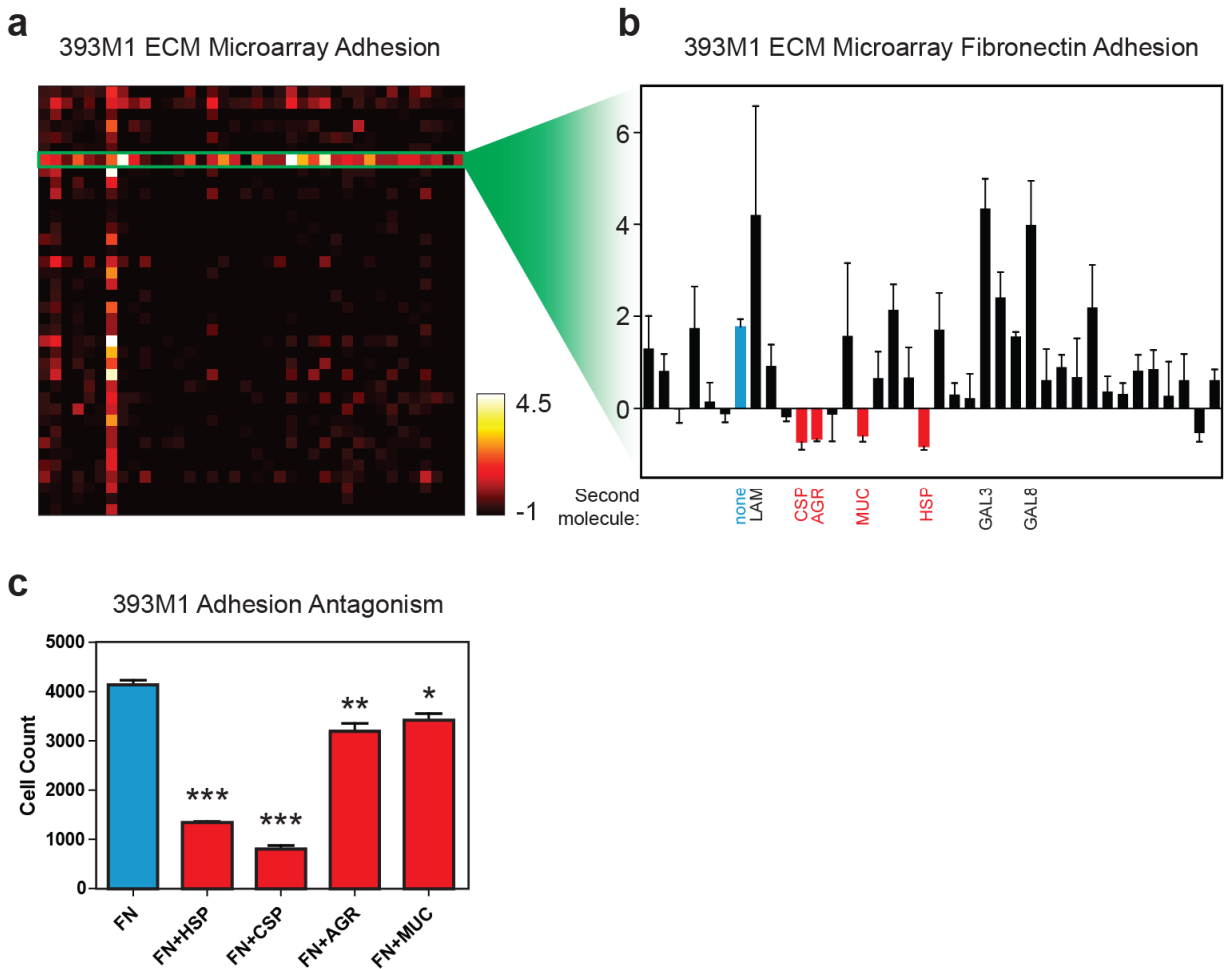 a
393M1 ECM Microarray Adhesion
4.5
-1
b
393M1 ECM Microarray Fibronectin Adhesion
6
4
2
0
Second
molecule:
none
LAM
CSP
AGR
MUC
HSP
GAL3
GAL8
c
393M1 Adhesion Antagonism
Cell Count
5000
4000
3000
2000
1000
0
***
***
**
*
FN
FN+HSP
FN+CSP
FN+AGR
FN+MUC